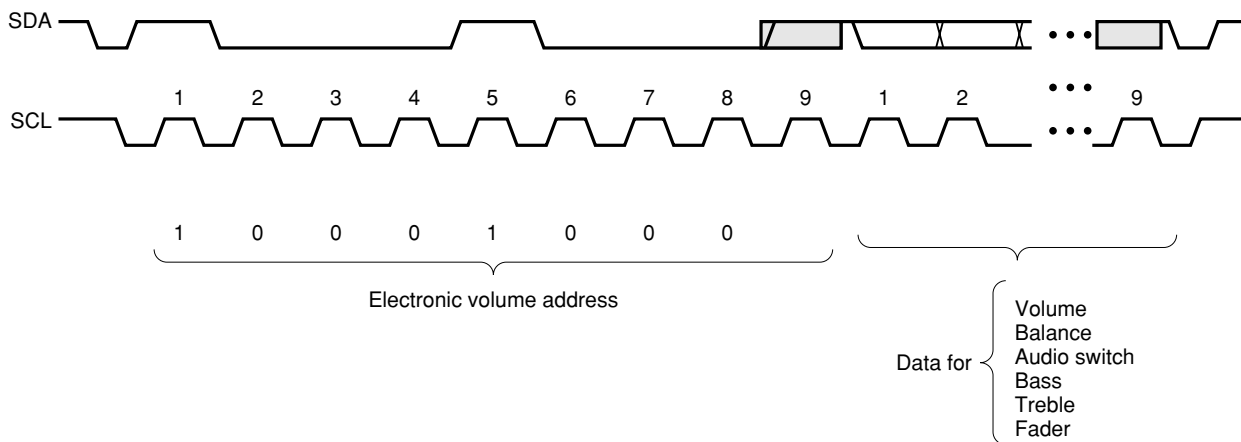 SDA
1 2 3 4 5 6 7 8 9 1 2 9
SCL
1 0 0 0 1 0 0 0
Electronic volume address
Data for
Volume
Balance
Audio switch
Bass
Treble
Fader